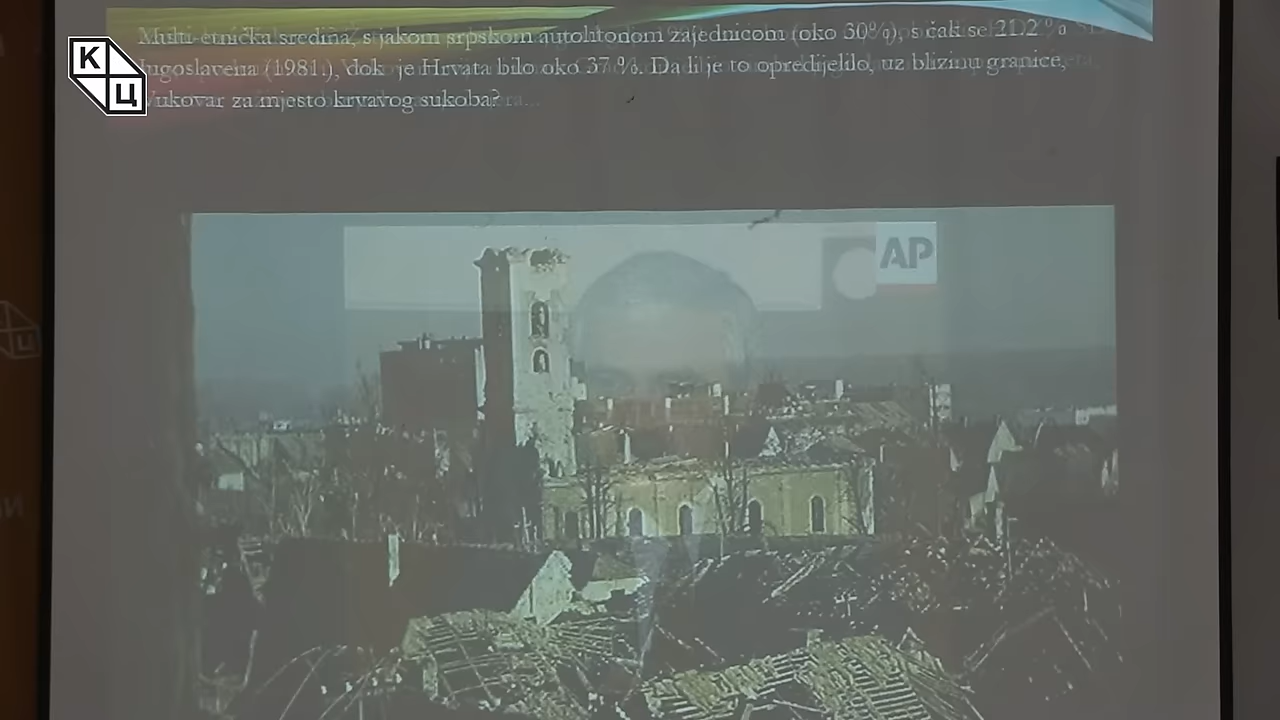 Multi-etnička sredina, s jakom srpskom autohtonom zajednicom (oko 30%), s čak se 21.2 %
Jugoslavena (1981.), dok je Hrvata bilo oko 37 %. Da li je to opredijelilo, uz blizinu granice,
Vukovar za mjesto krvavog sukoba?
К
Ц
AP